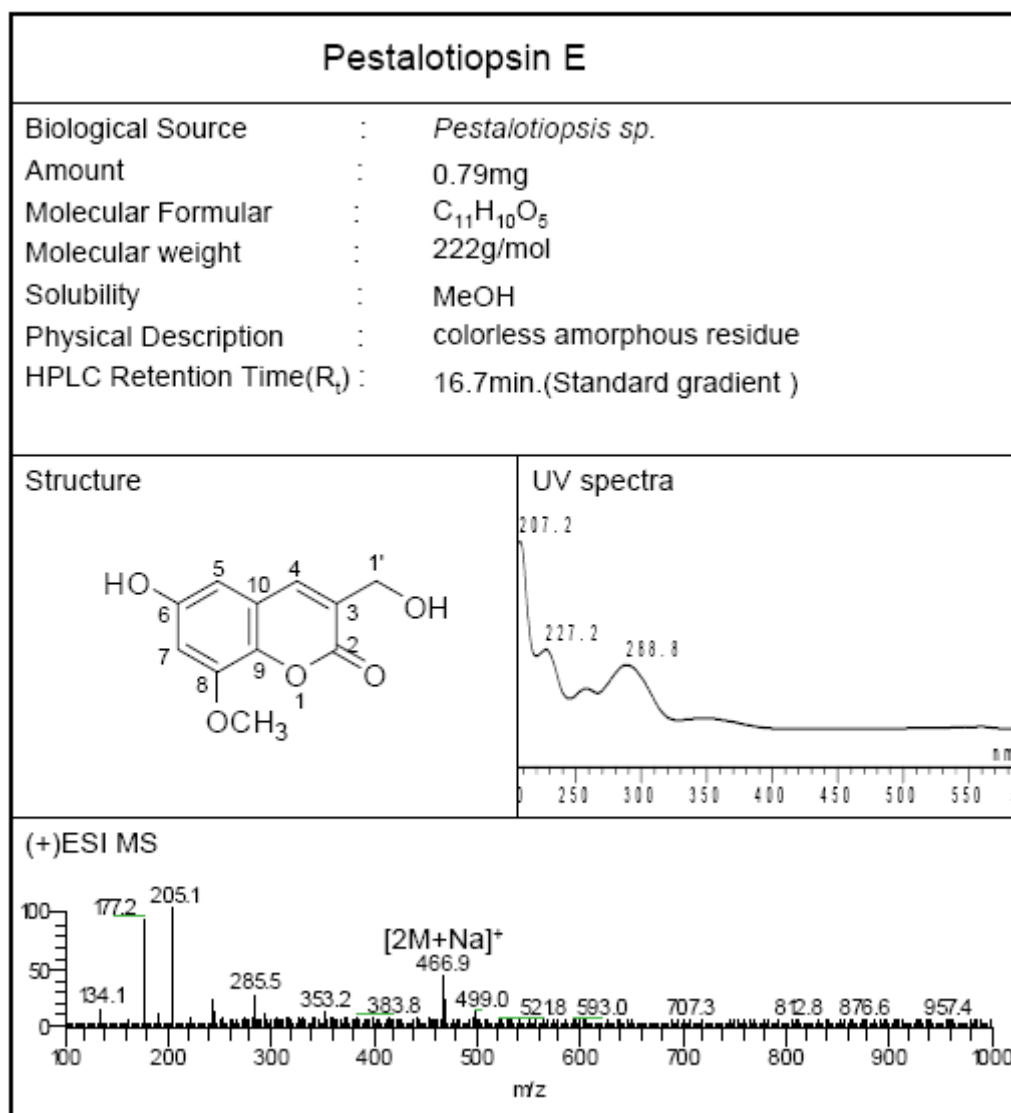 Pestalotiopsin E
Biological Source : Pestalotiopsis sp.
Amount : 0.79mg
Molecular Formular : C₁₁H₁₀O₅
Molecular weight : 222g/mol
Solubility : MeOH
Physical Description : colorless amorphous residue
HPLC Retention Time(Rₜ) : 16.7min.(Standard gradient )
Structure
HO 5 10 4 1' OH
6 3
7 9 2
8 O 1 O
OCH₃
UV spectra
207.2
227.2 288.8
nm
250 300 350 400 450 500 550
(+)ESI MS
177.2 205.1
100
[2M+Na]⁺
466.9
50
134.1 285.5 353.2 383.8 499.0 521.8 593.0 707.3 812.8 876.6 957.4
0
100 200 300 400 500 600 700 800 900 1000
m/z